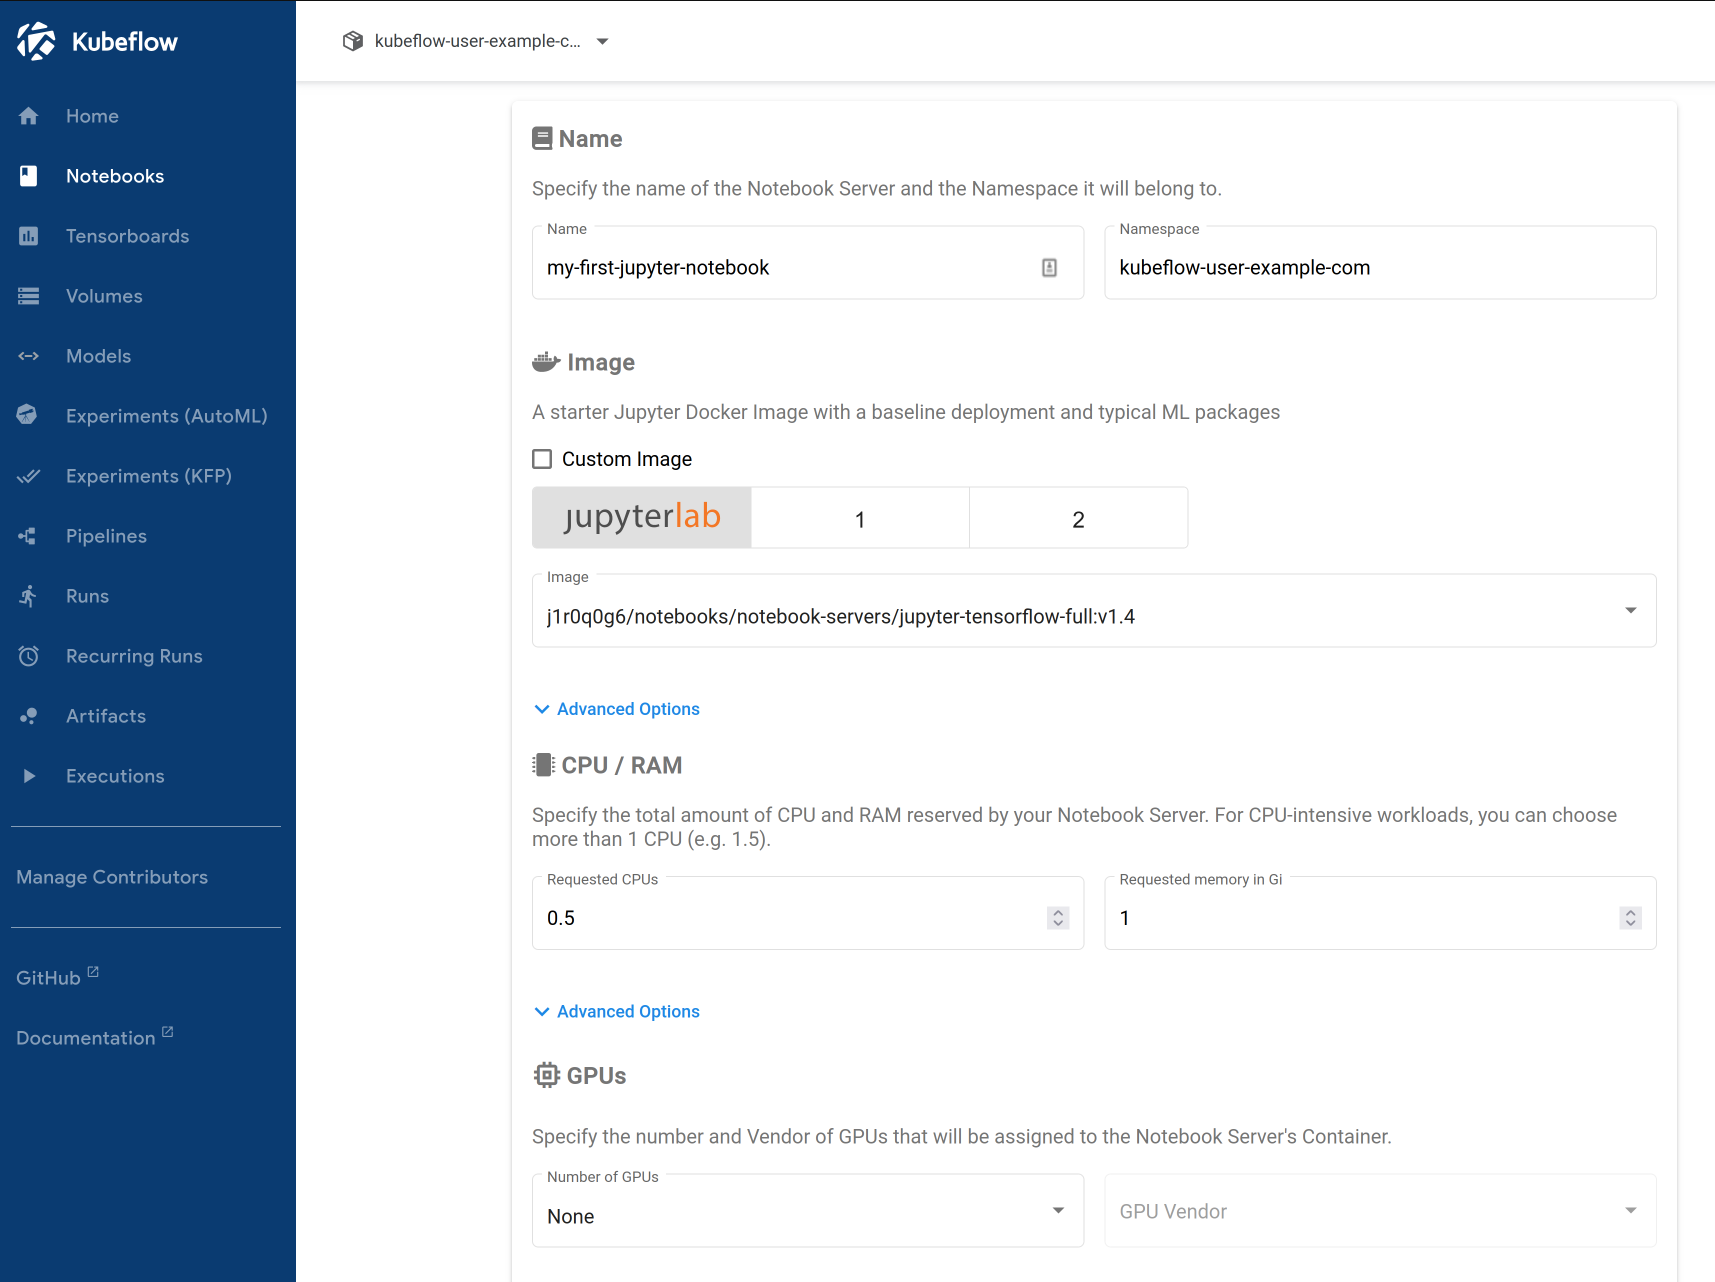 Kubeflow
kubeflow-user-example-c...
Home
Notebooks
Tensorboards
Volumes
Models
Experiments (AutoML)
Experiments (KFP)
Pipelines
Runs
Recurring Runs
Artifacts
Executions
Manage Contributors
GitHub
Documentation
Name
Specify the name of the Notebook Server and the Namespace it will belong to.
Name
my-first-jupyter-notebook
Namespace
kubeflow-user-example-com
Image
A starter Jupyter Docker Image with a baseline deployment and typical ML packages
Custom Image
jupyterlab
1
2
Image
j1r0q0g6/notebooks/notebook-servers/jupyter-tensorflow-full:v1.4
Advanced Options
CPU / RAM
Specify the total amount of CPU and RAM reserved by your Notebook Server. For CPU-intensive workloads, you can choose
more than 1 CPU (e.g. 1.5).
Requested CPUs
0.5
Requested memory in Gi
1
Advanced Options
GPUs
Specify the number and Vendor of GPUs that will be assigned to the Notebook Server's Container.
Number of GPUs
None
GPU Vendor